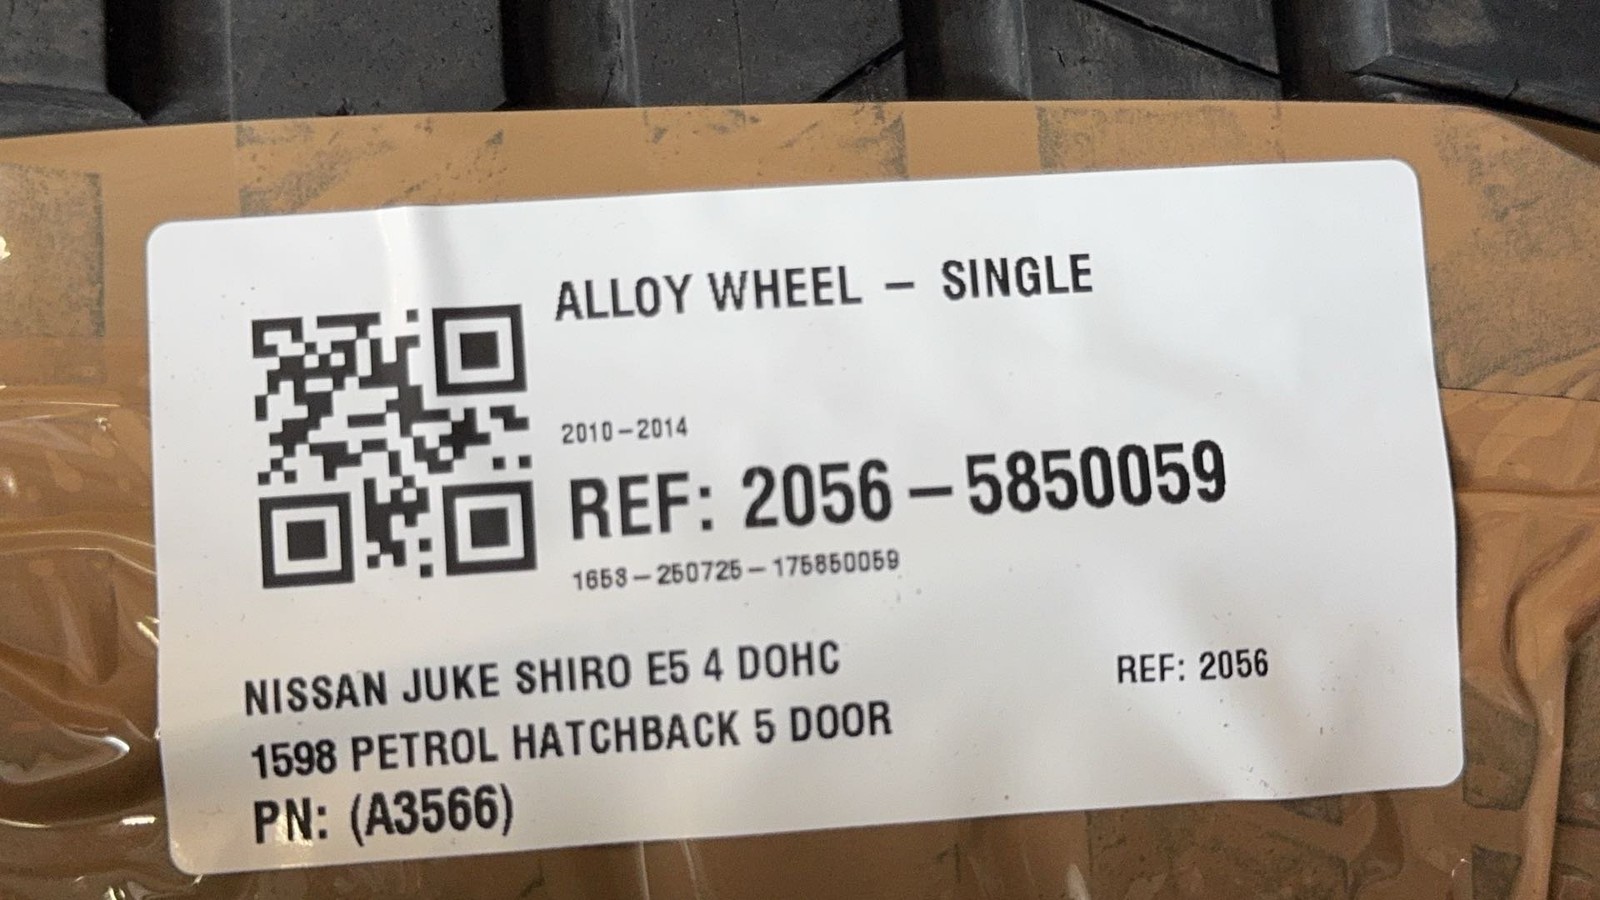 ALLOY WHEEL - SINGLE
2010-2014
REF: 2056-5850059
1653-250725-175850059
NISSAN JUKE SHIRO E5 4 DOHC
REF: 2056
1598 PETROL HATCHBACK 5 DOOR
PN: (A3566)